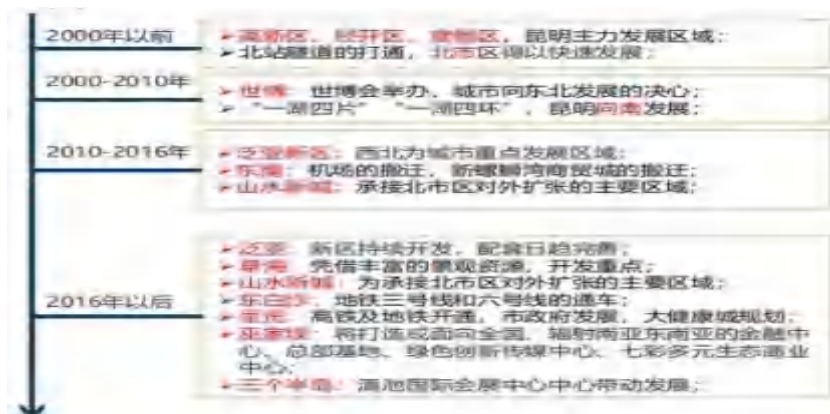 2000年以前
➢高新区、经开区、度假区，昆明主力发展区域；
➢北站隧道的打通，北市区得以快速发展；
2000-2010年
➢世博：世博会举办，城市向东北发展的决心；
➢“一湖四片” “一湖四环”，昆明向南发展；
2010-2016年
➢泛亚新区：西北为城市重点发展区域；
➢东南：机场的搬迁，新螺蛳湾商贸城的搬迁；
➢山水新城：承接北市区对外扩张的主要区域；
2016年以后
➢泛亚：新区持续开发，配套日趋完善；
➢草海：凭借丰富的景观资源，开发重点；
➢山水新城：为承接北市区对外扩张的主要区域；
➢东白沙：地铁三号线和六号线的通车；
➢呈贡：高铁及地铁开通，市政府发展，大健康城规划；
➢巫家坝：将打造成面向全国、辐射南亚东南亚的金融中
心、总部基地、绿色创新传媒中心、七彩多元生态商业
中心；
➢三个半岛：滇池国际会展中心中心带动发展；